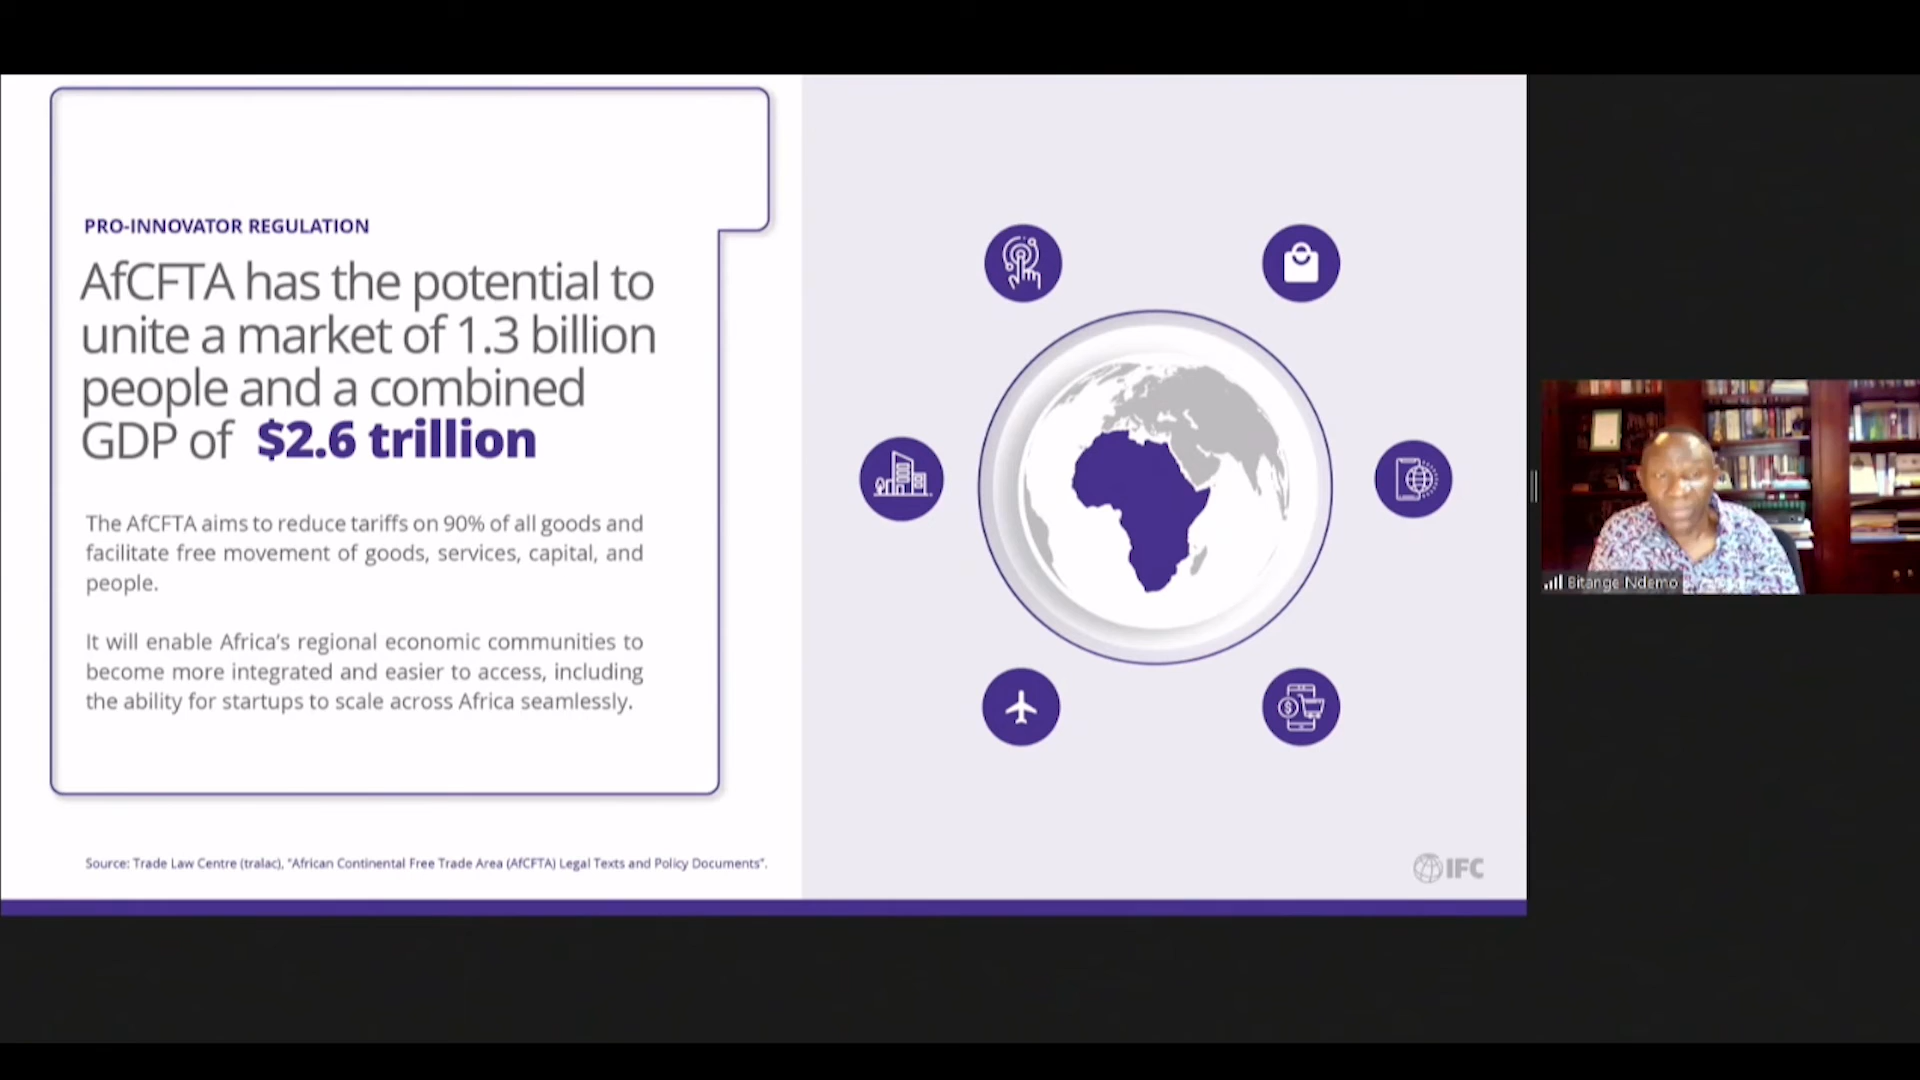 PRO-INNOVATOR REGULATION
AfCFTA has the potential to
unite a market of 1.3 billion
people and a combined
GDP of $2.6 trillion
The AfCFTA aims to reduce tariffs on 90% of all goods and
facilitate free movement of goods, services, capital, and
people.
It will enable Africa's regional economic communities to
become more integrated and easier to access, including
the ability for startups to scale across Africa seamlessly.
Source: Trade Law Centre (tralac), "African Continental Free Trade Area (AfCFTA) Legal Texts and Policy Documents".
IFC
Bitange Ndemo